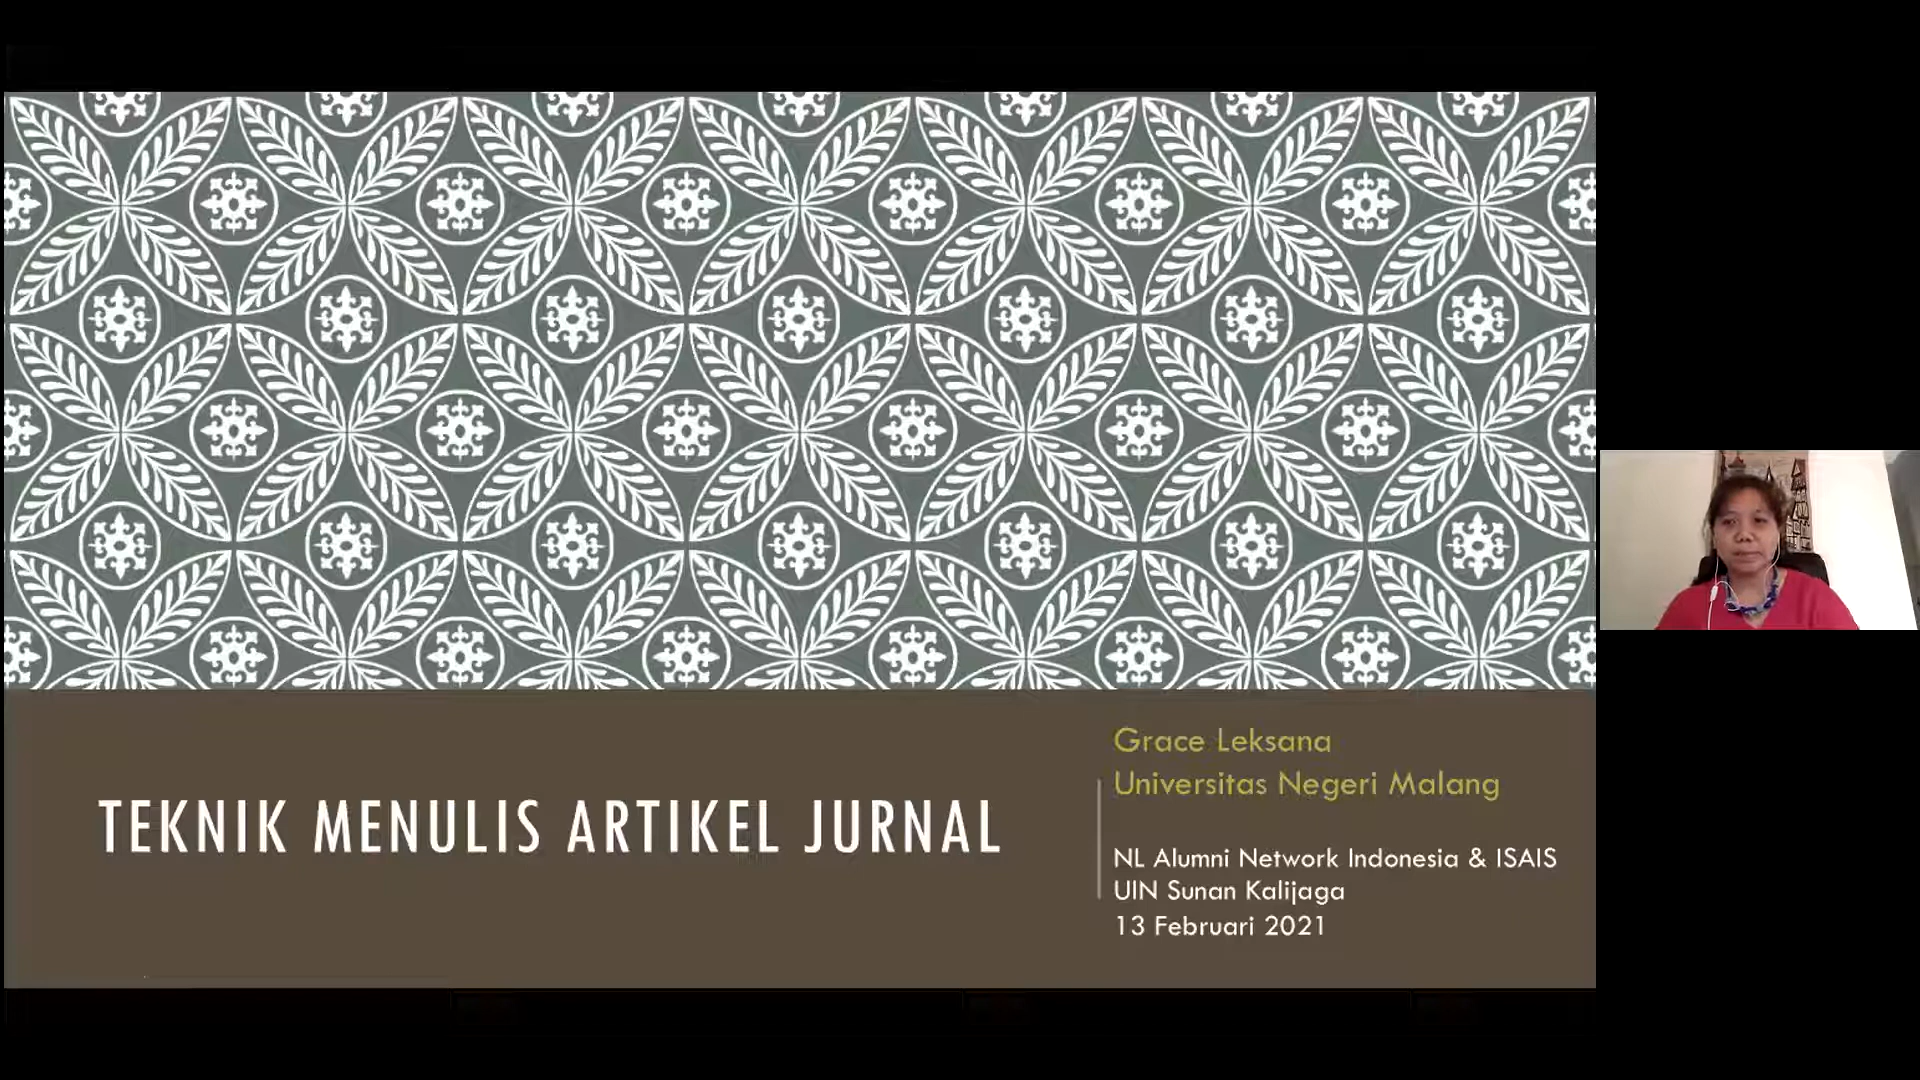 TEKNIK MENULIS ARTIKEL JURNAL
Grace Leksana
Universitas Negeri Malang
NL Alumni Network Indonesia & ISAIS
UIN Sunan Kalijaga
13 Februari 2021